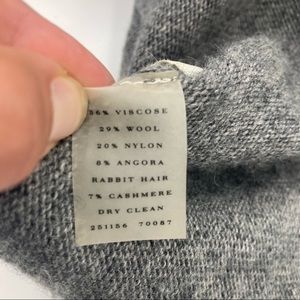 36% VISCOSE
29% WOOL
20% NYLON
8% ANGORA
RABBIT HAIR
7% CASHMERE
DRY CLEAN
251156 70087